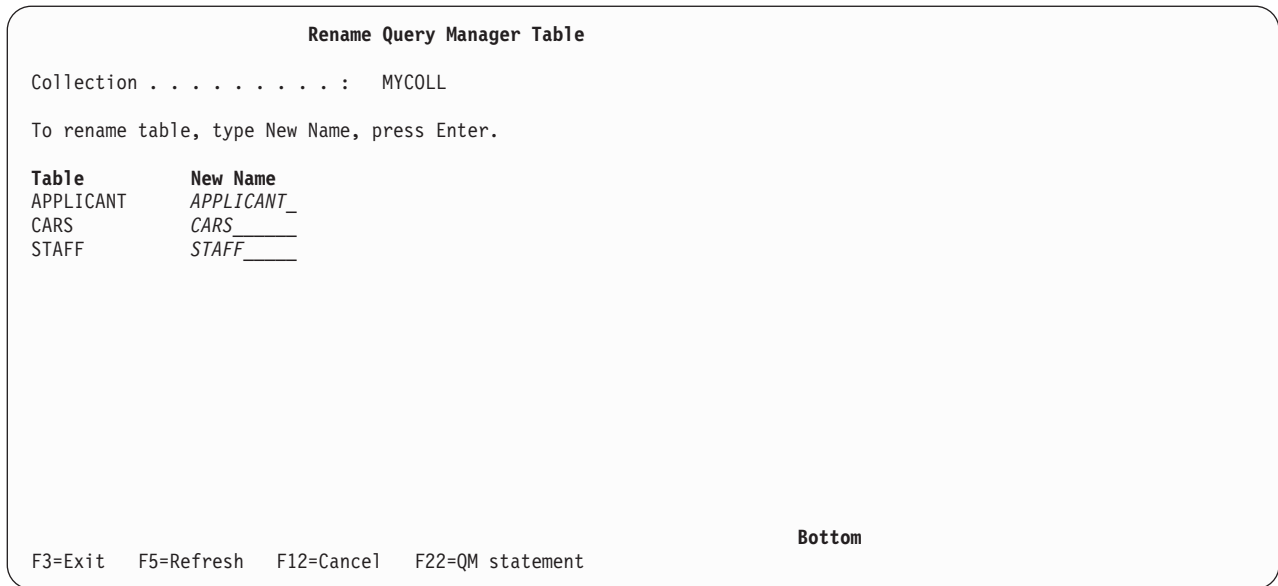 Rename Query Manager Table
Collection . . . . . . . . . : MYCOLL
To rename table, type New Name, press Enter.
Table New Name
APPLICANT APPLICANT_
CARS CARS______
STAFF STAFF_____
Bottom
F3=Exit F5=Refresh F12=Cancel F22=QM statement